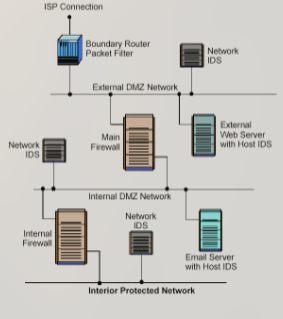 ISP Connection
Boundary Router
Packet Filter
Network
IDS
External DMZ Network
Main
Firewall
External
Web Server
with Host IDS
Network
IDS
Internal DMZ Network
Internal
Firewall
Network
IDS
Email Server
with Host IDS
Interior Protected Network